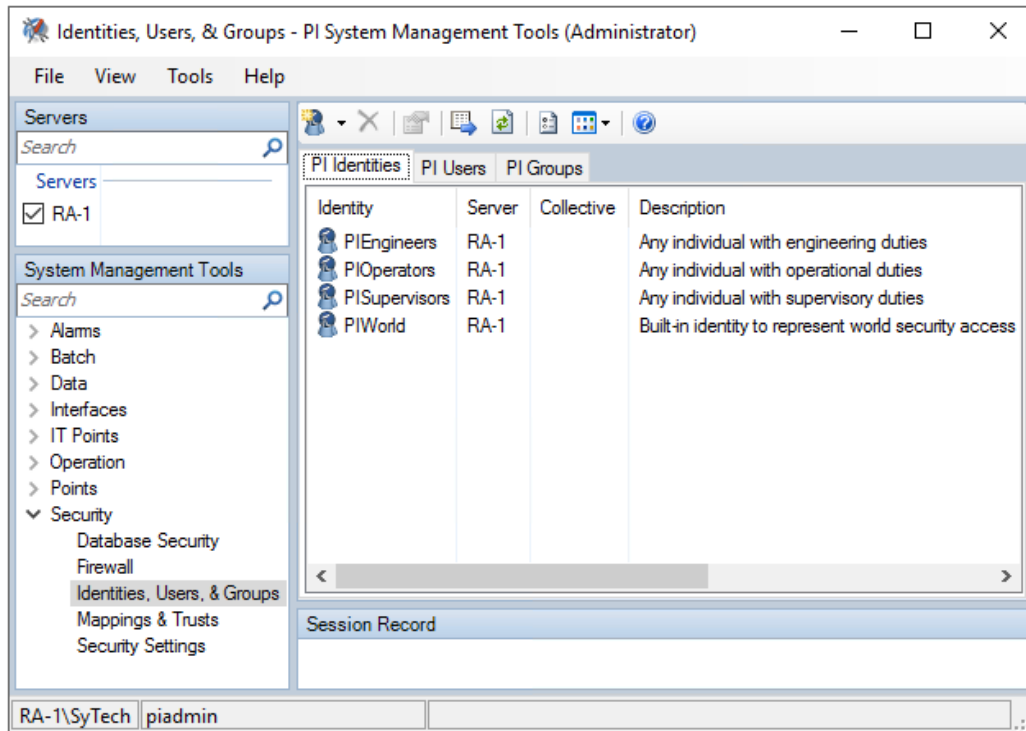 Identities, Users, & Groups - PI System Management Tools (Administrator)
File View Tools Help
Servers
Search
Servers
RA-1
System Management Tools
Search
Alarms
Batch
Data
Interfaces
IT Points
Operation
Points
Security
Database Security
Firewall
Identities, Users, & Groups
Mappings & Trusts
Security Settings
PI Identities PI Users PI Groups
Identity Server Collective Description
PIEngineers RA-1 Any individual with engineering duties
PIOperators RA-1 Any individual with operational duties
PISupervisors RA-1 Any individual with supervisory duties
PIWorld RA-1 Built-in identity to represent world security access
Session Record
RA-1\SyTech piadmin